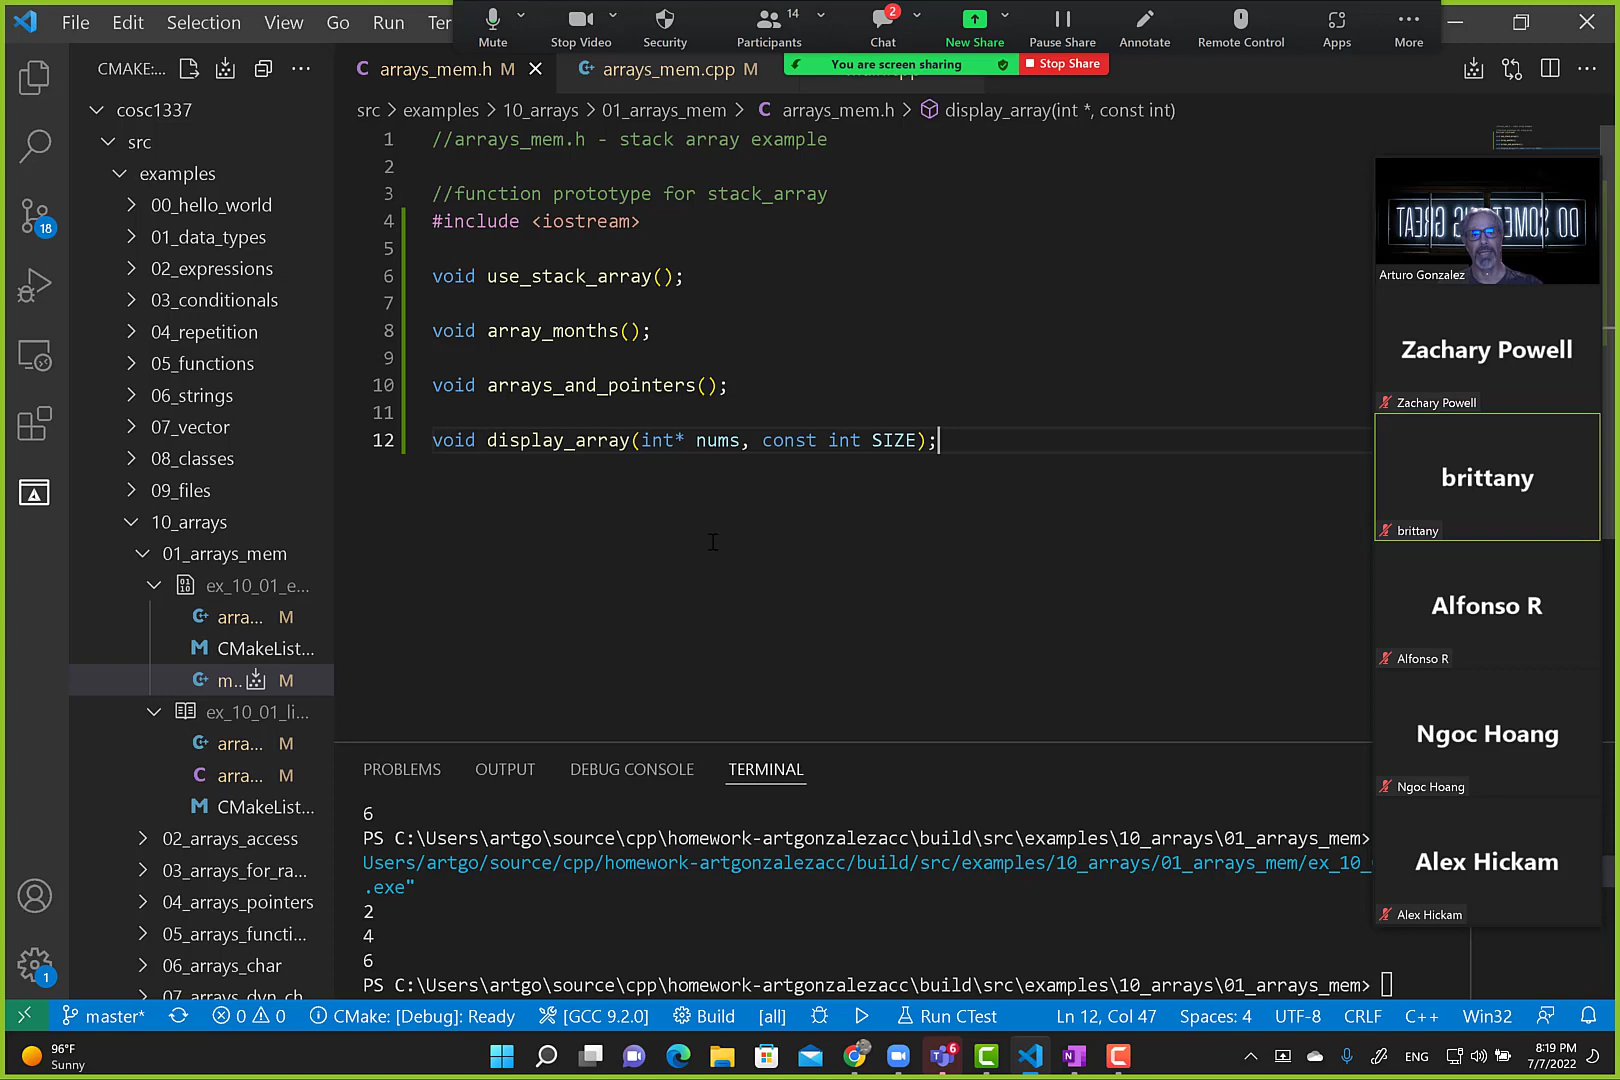 File Edit Selection View Go Run Ter
Mute
Stop Video
Security
14
Participants
2
Chat
New Share
Pause Share
Annotate
Remote Control
Apps
More
You are screen sharing
Stop Share
CMAKE:...
arrays_mem.h M
arrays_mem.cpp M
cosc1337
src
examples
00_hello_world
01_data_types
02_expressions
03_conditionals
04_repetition
05_functions
06_strings
07_vector
08_classes
09_files
10_arrays
01_arrays_mem
ex_10_01_e...
arra... M
CMakeList...
m.. M
ex_10_01_li...
arra... M
arra... M
CMakeList...
02_arrays_access
03_arrays_for_ra...
04_arrays_pointers
05_arrays_functi...
06_arrays_char
07_arrays_dyn_ch
18
1
src > examples > 10_arrays > 01_arrays_mem > arrays_mem.h > display_array(int *, const int)
1 //arrays_mem.h - stack array example
2
3 //function prototype for stack_array
4 #include <iostream>
5
6 void use_stack_array();
7
8 void array_months();
9
10 void arrays_and_pointers();
11
12 void display_array(int* nums, const int SIZE);
DO SOMETHING GREAT
Arturo Gonzalez
Zachary Powell
Zachary Powell
brittany
brittany
Alfonso R
Alfonso R
Ngoc Hoang
Ngoc Hoang
Alex Hickam
Alex Hickam
PROBLEMS OUTPUT DEBUG CONSOLE TERMINAL
6
PS C:\Users\artgo\source\cpp\homework-artgonzalezacc\build\src\examples\10_arrays\01_arrays_mem>
Users/artgo/source/cpp/homework-artgonzalezacc/build/src/examples/10_arrays/01_arrays_mem/ex_10_
.exe"
2
4
6
PS C:\Users\artgo\source\cpp\homework-artgonzalezacc\build\src\examples\10_arrays\01_arrays_mem>
master* 0 0 CMake: [Debug]: Ready [GCC 9.2.0] Build [all] Run CTest Ln 12, Col 47 Spaces: 4 UTF-8 CRLF C++ Win32
96°F
Sunny
6
ENG
8:19 PM
7/7/2022